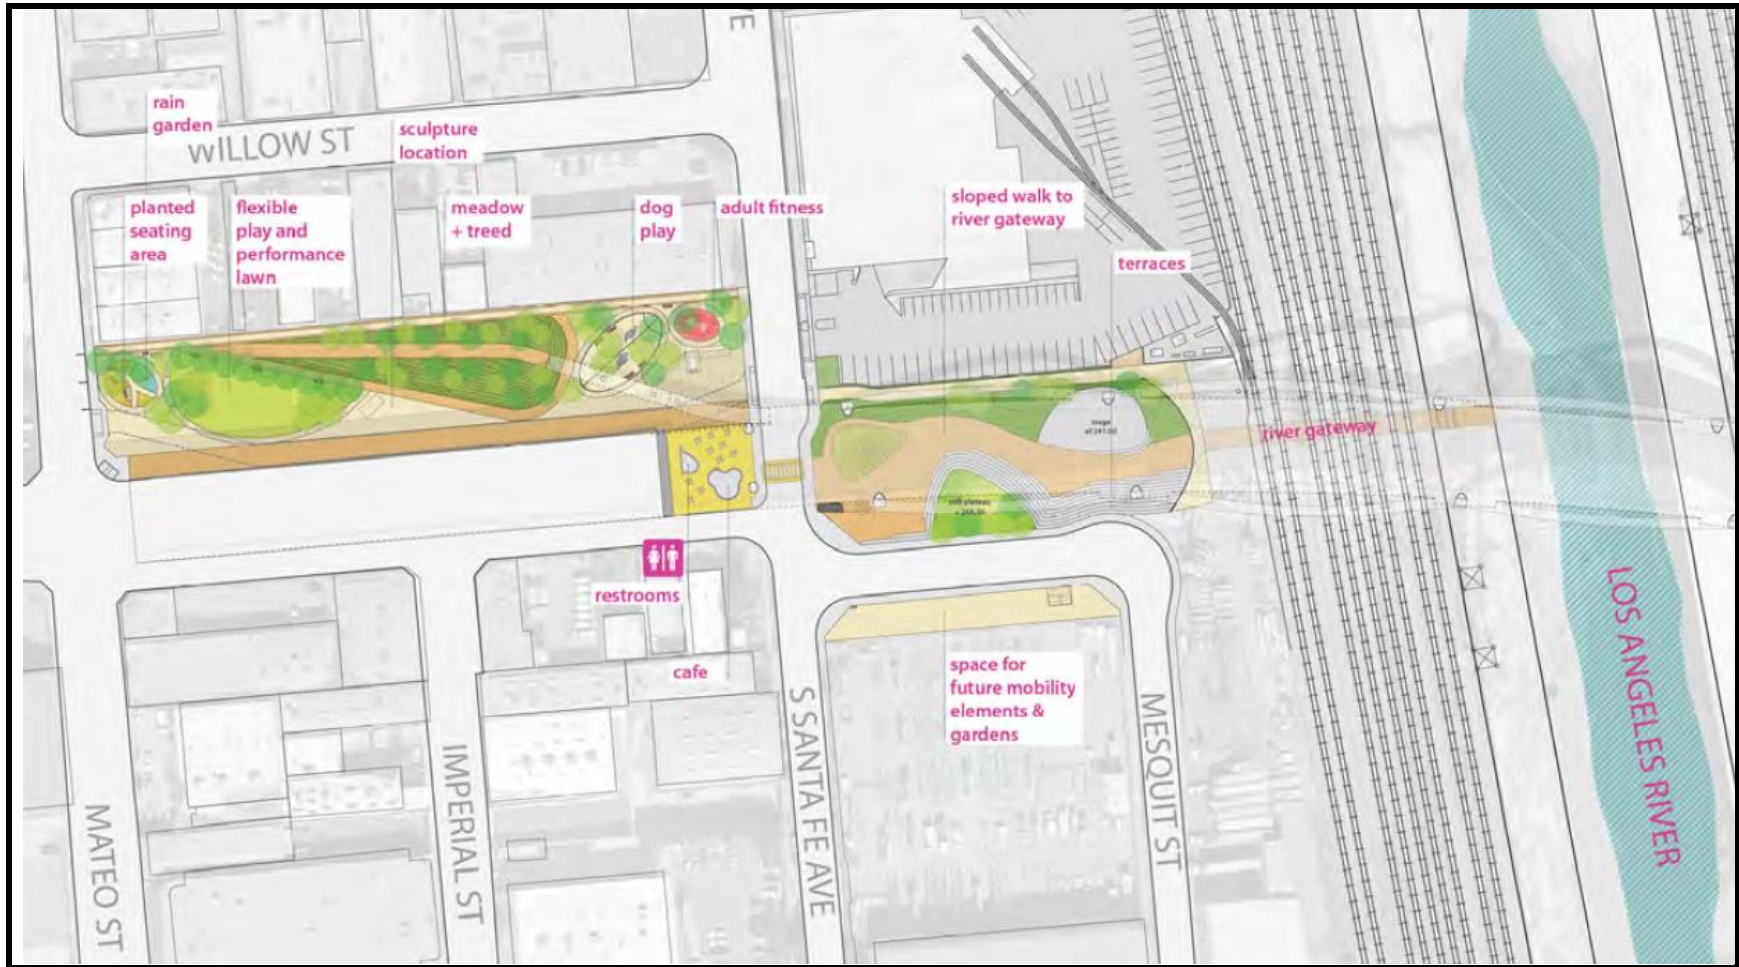 VE
rain
garden
WILLOW ST
sculpture
location
planted
seating
area
flexible
play and
performance
lawn
meadow
+ treed
dog
play
adult fitness
sloped walk to
river gateway
terraces
river gateway
restrooms
cafe
space for
future mobility
elements &
gardens
MATEO ST
IMPERIAL ST
S SANTA FE AVE
MESQUIT ST
LOS ANGELES RIVER